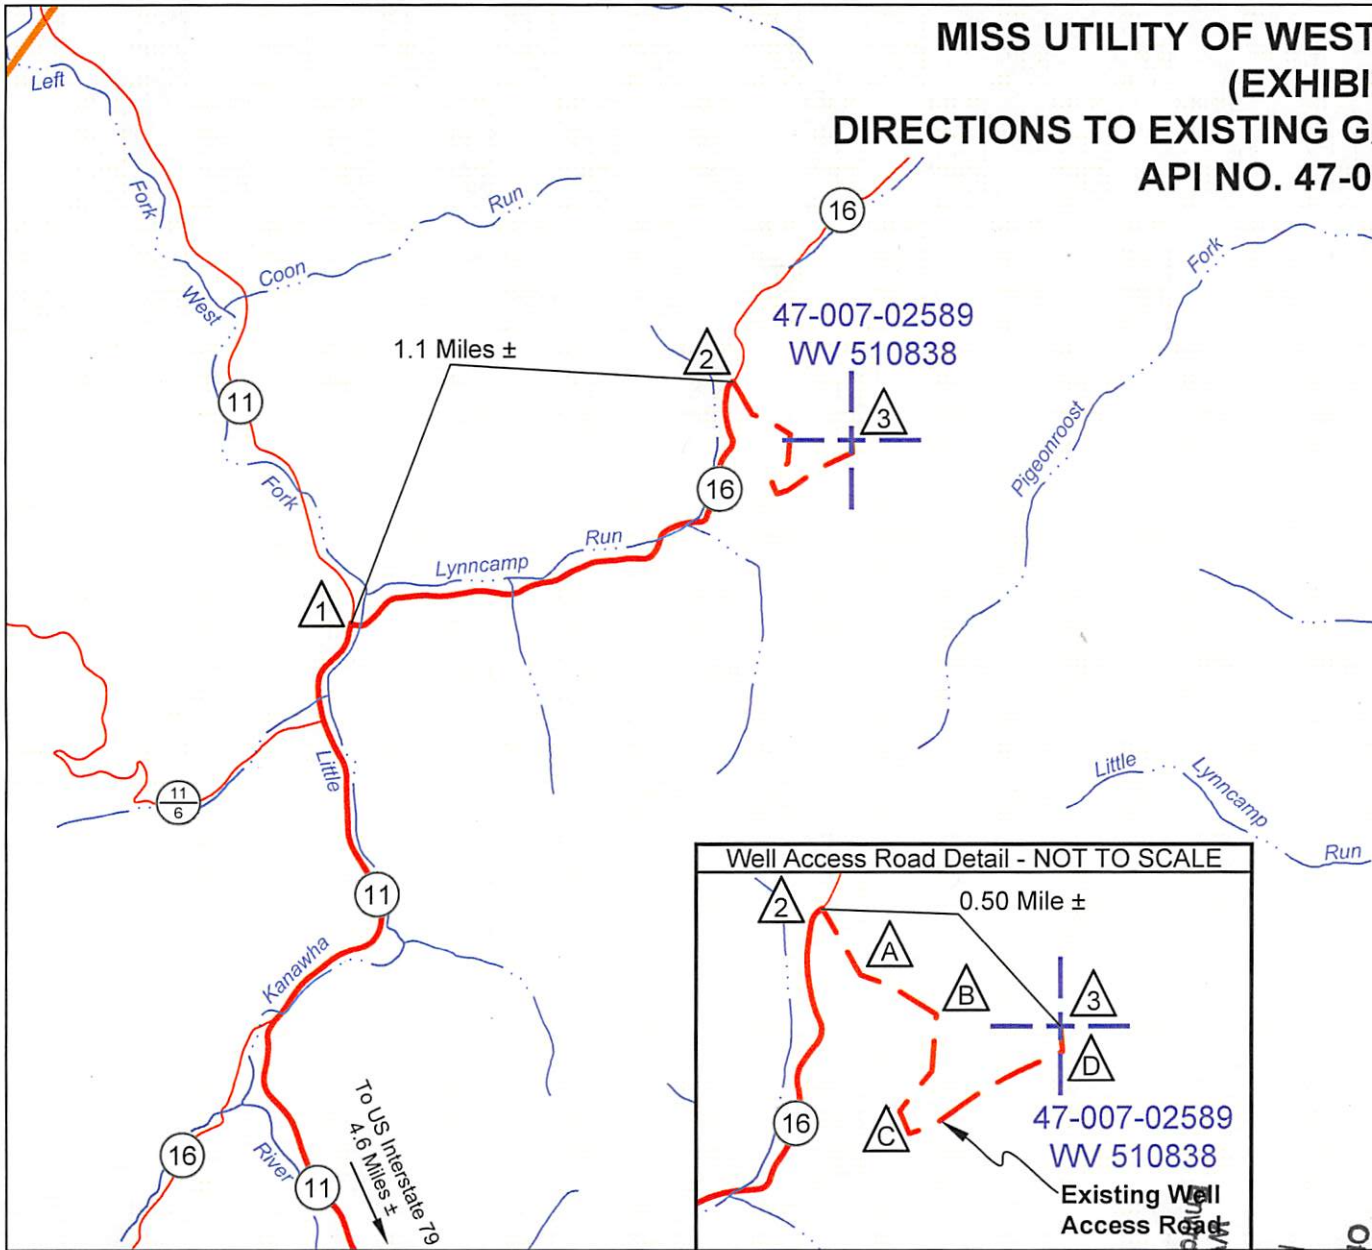 MISS UTILITY OF WEST
(EXHIBI
DIRECTIONS TO EXISTING G
API NO. 47-0
Left
Fork
West
Fork
Coon
Run
11
16
47-007-02589
WV 510838
1.1 Miles ±
2
3
16
Lynncamp
Run
1
Pigeonroost
Fork
Little
11
6
11
Kanawha
River
16
11
To US Interstate 79
4.6 Miles ±
Little
Lynncamp
Run
Well Access Road Detail - NOT TO SCALE
0.50 Mile ±
2
A
B
3
D
C
16
47-007-02589
WV 510838
Existing Well
Access Road